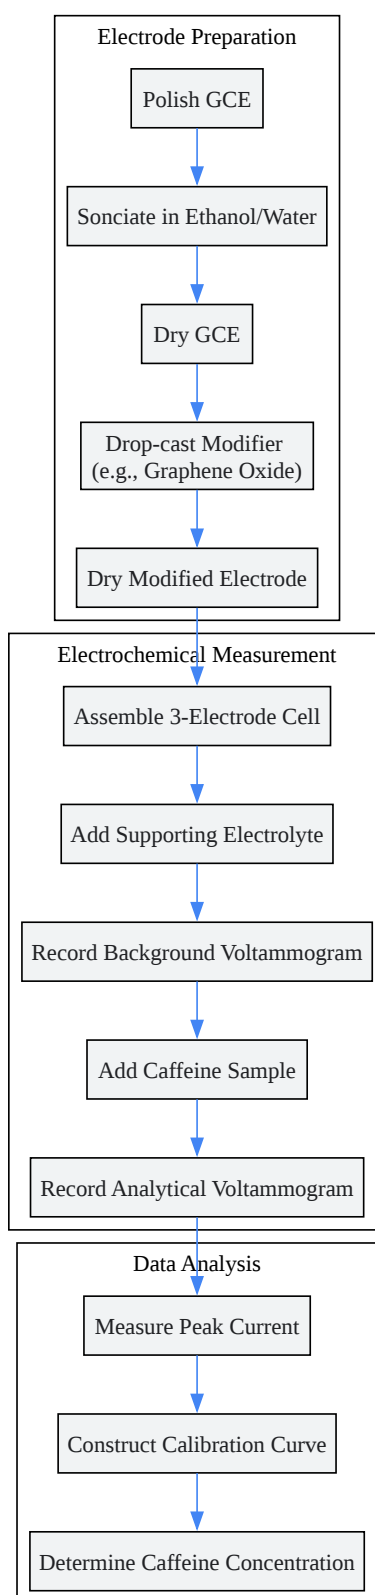 Electrode Preparation
Polish GCE
Sonciate in Ethanol/Water
Dry GCE
Drop-cast Modifier
(e.g., Graphene Oxide)
Dry Modified Electrode
Electrochemical Measurement
Assemble 3-Electrode Cell
Add Supporting Electrolyte
Record Background Voltammogram
Add Caffeine Sample
Record Analytical Voltammogram
Data Analysis
Measure Peak Current
Construct Calibration Curve
Determine Caffeine Concentration